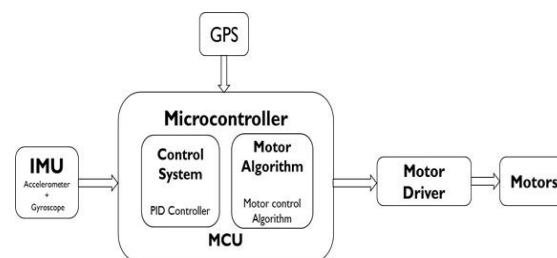 GPS
Microcontroller
IMU
Accelerometer
+
Gyroscope
Control
System
PID Controller
Motor
Algorithm
Motor control
Algorithm
MCU
Motor
Driver
Motors